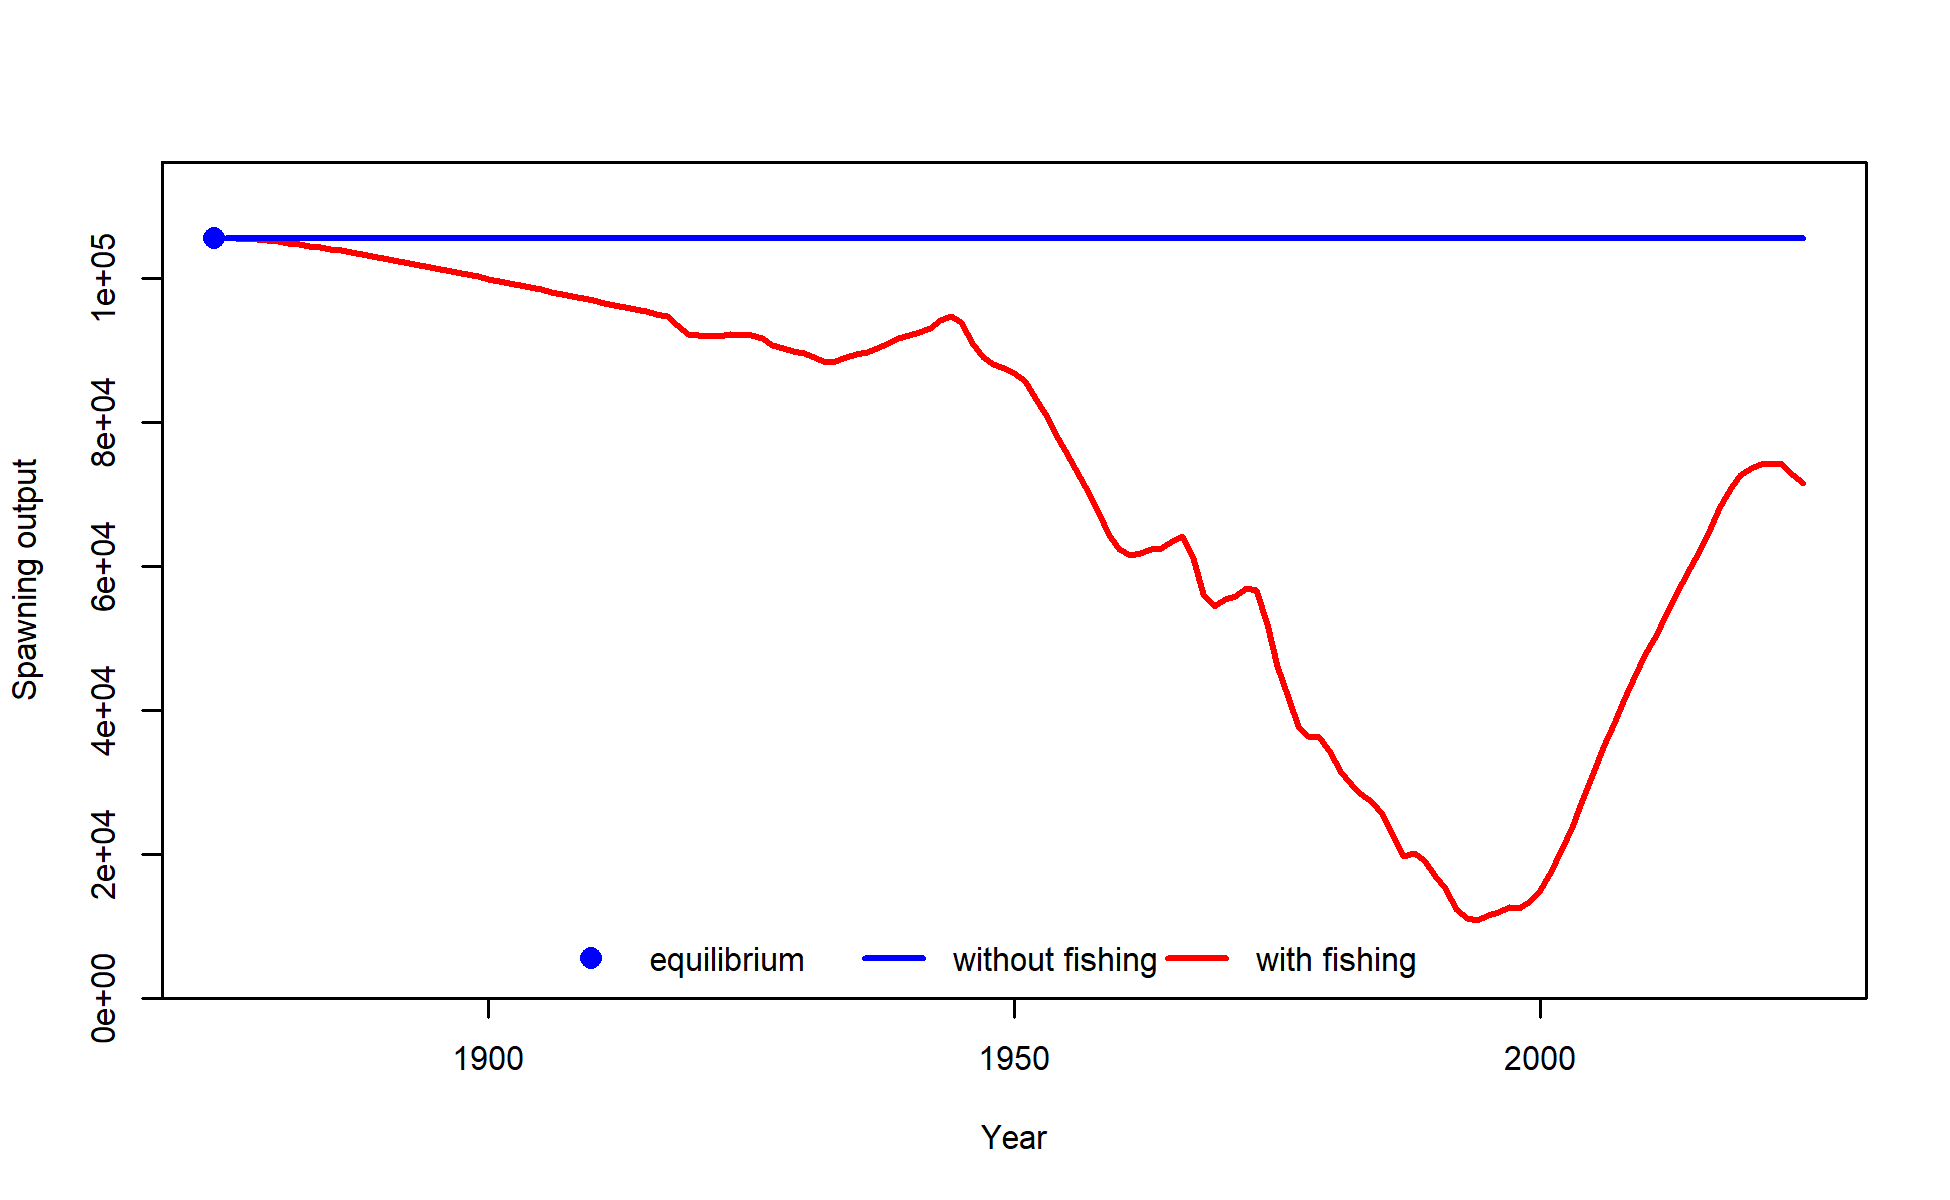 Spawning output
1e+05
8e+04
6e+04
4e+04
2e+04
0e+00
equilibrium without fishing with fishing
1900 1950 2000
Year